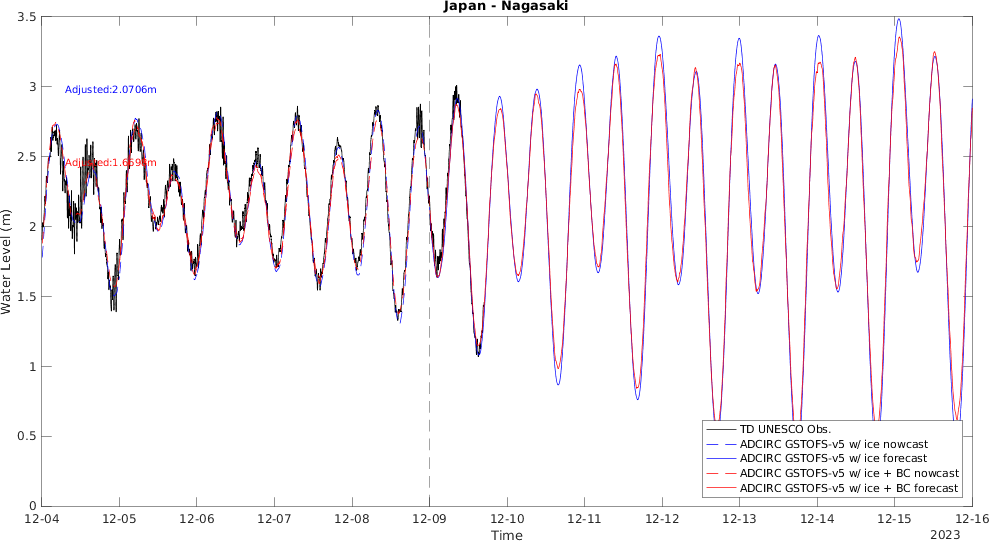 Japan - Nagasaki
3.5
3
2.5
2
1.5
1
0.5
0
Water Level (m)
Adjusted:2.0706m
Adjusted:1.6596m
TD UNESCO Obs.
ADCIRC GSTOFS-v5 w/ ice nowcast
ADCIRC GSTOFS-v5 w/ ice forecast
ADCIRC GSTOFS-v5 w/ ice + BC nowcast
ADCIRC GSTOFS-v5 w/ ice + BC forecast
12-04 12-05 12-06 12-07 12-08 12-09 12-10 12-11 12-12 12-13 12-14 12-15 12-16
Time
2023